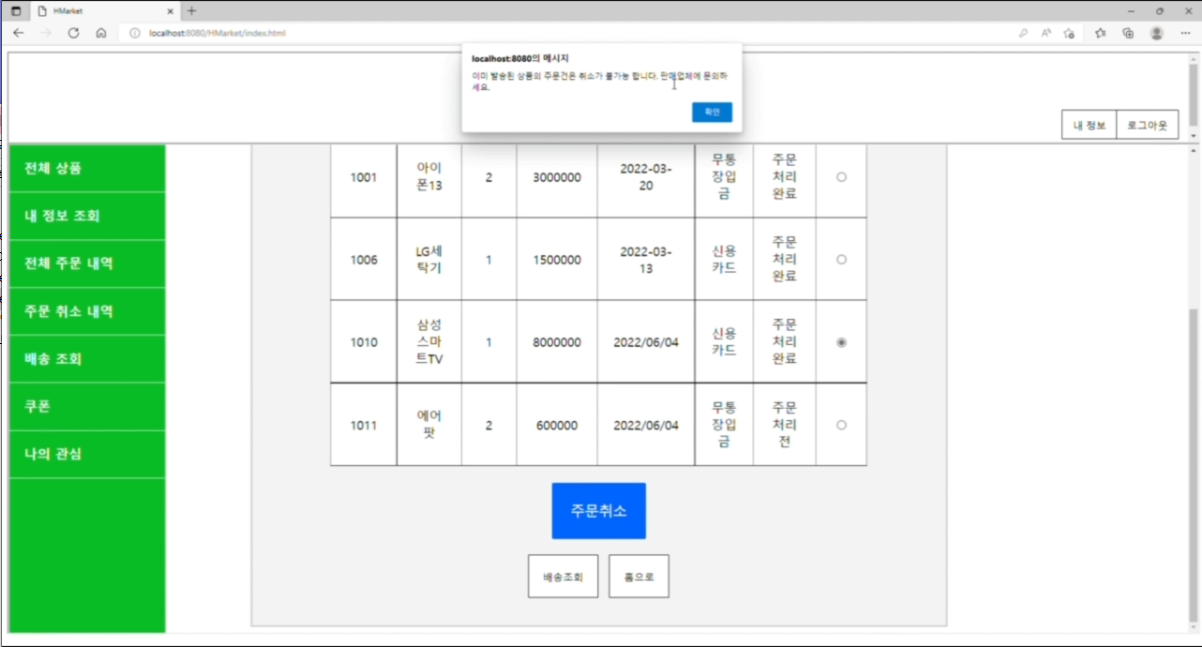 HMarket
localhost:8080/HMarket/index.html
localhost:8080의 메시지
이미 발송된 상품의 주문건은 취소가 불가능 합니다. 판매업체에 문의하
세요.
확인
내 정보
로그아웃
전체 상품
내 정보 조회
전체 주문 내역
주문 취소 내역
배송 조회
쿠폰
나의 관심
1001
아이
폰13
2
3000000
2022-03-
20
무통
장입
금
주문
처리
완료
1006
LG세
탁기
1
1500000
2022-03-
13
신용
카드
주문
처리
완료
1010
삼성
스마
트TV
1
8000000
2022/06/04
신용
카드
주문
처리
완료
1011
에어
팟
2
600000
2022/06/04
무통
장입
금
주문
처리
전
주문취소
배송조회
홈으로